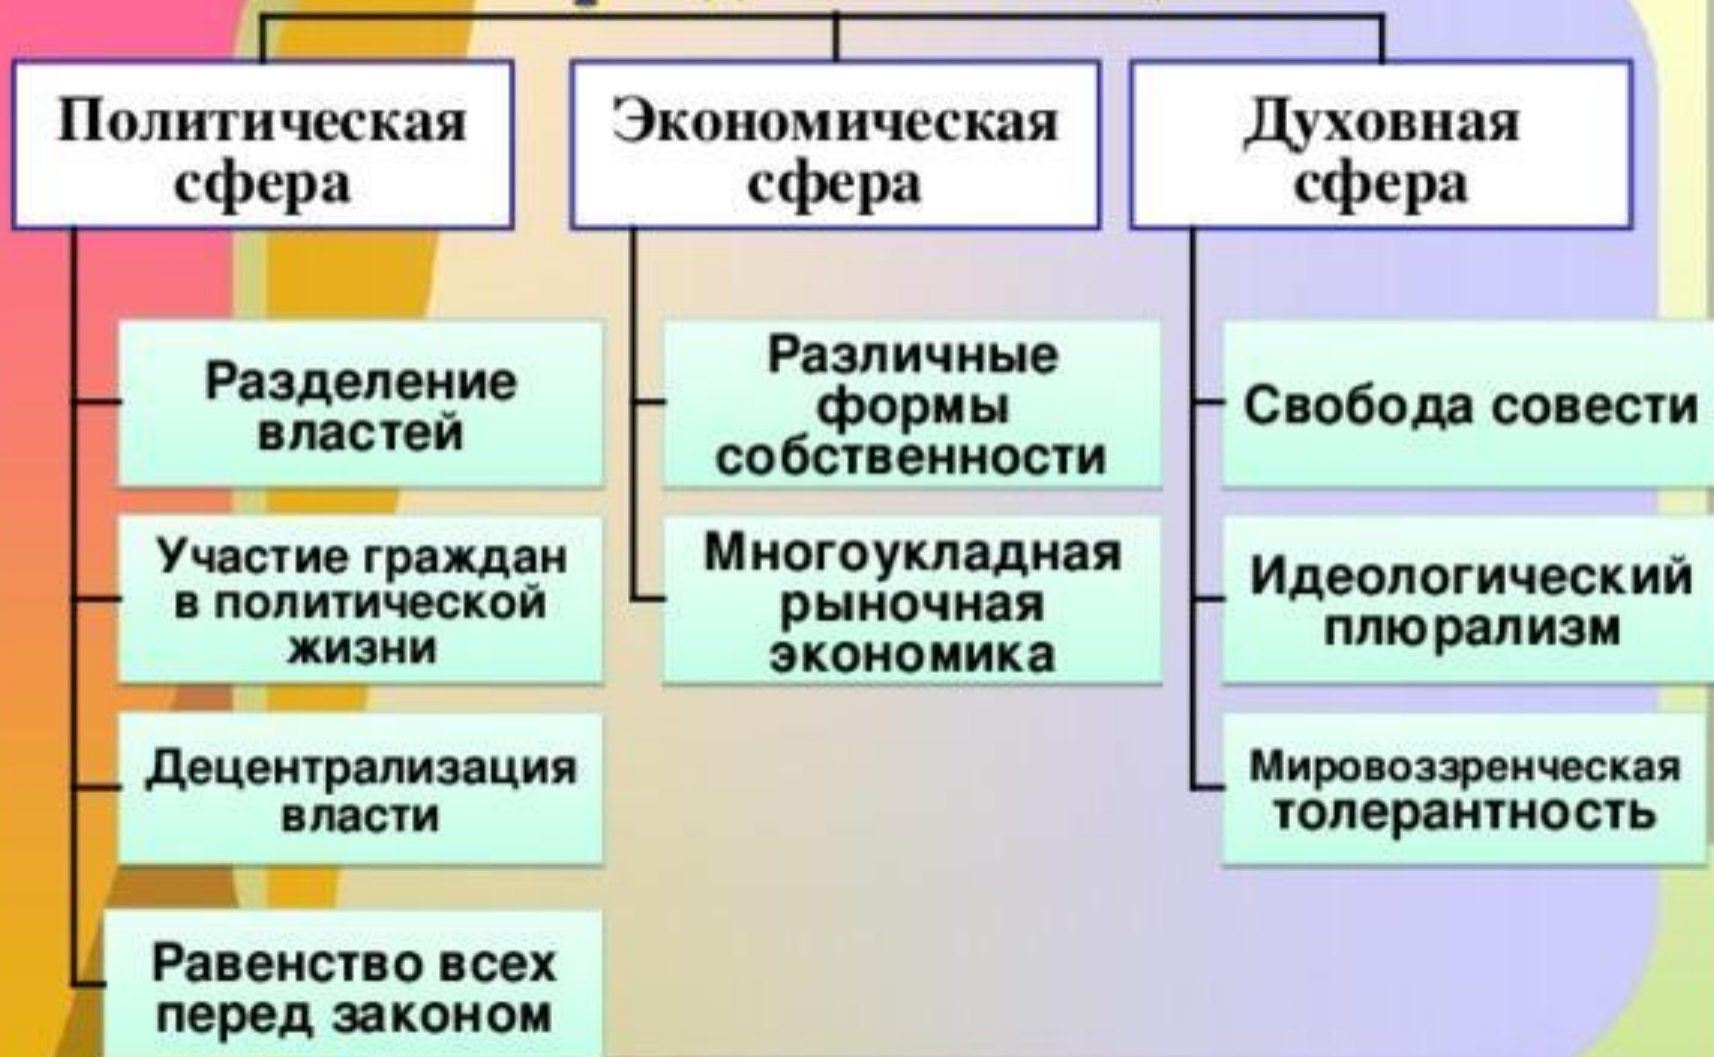 Политическая
сфера
Экономическая
сфера
Духовная
сфера
Разделение
властей
Участие граждан
в политической
жизни
Децентрализация
власти
Равенство всех
перед законом
Различные
формы
собственности
Многоукладная
рыночная
экономика
Свобода совести
Идеологический
плюрализм
Мировоззренческая
толерантность